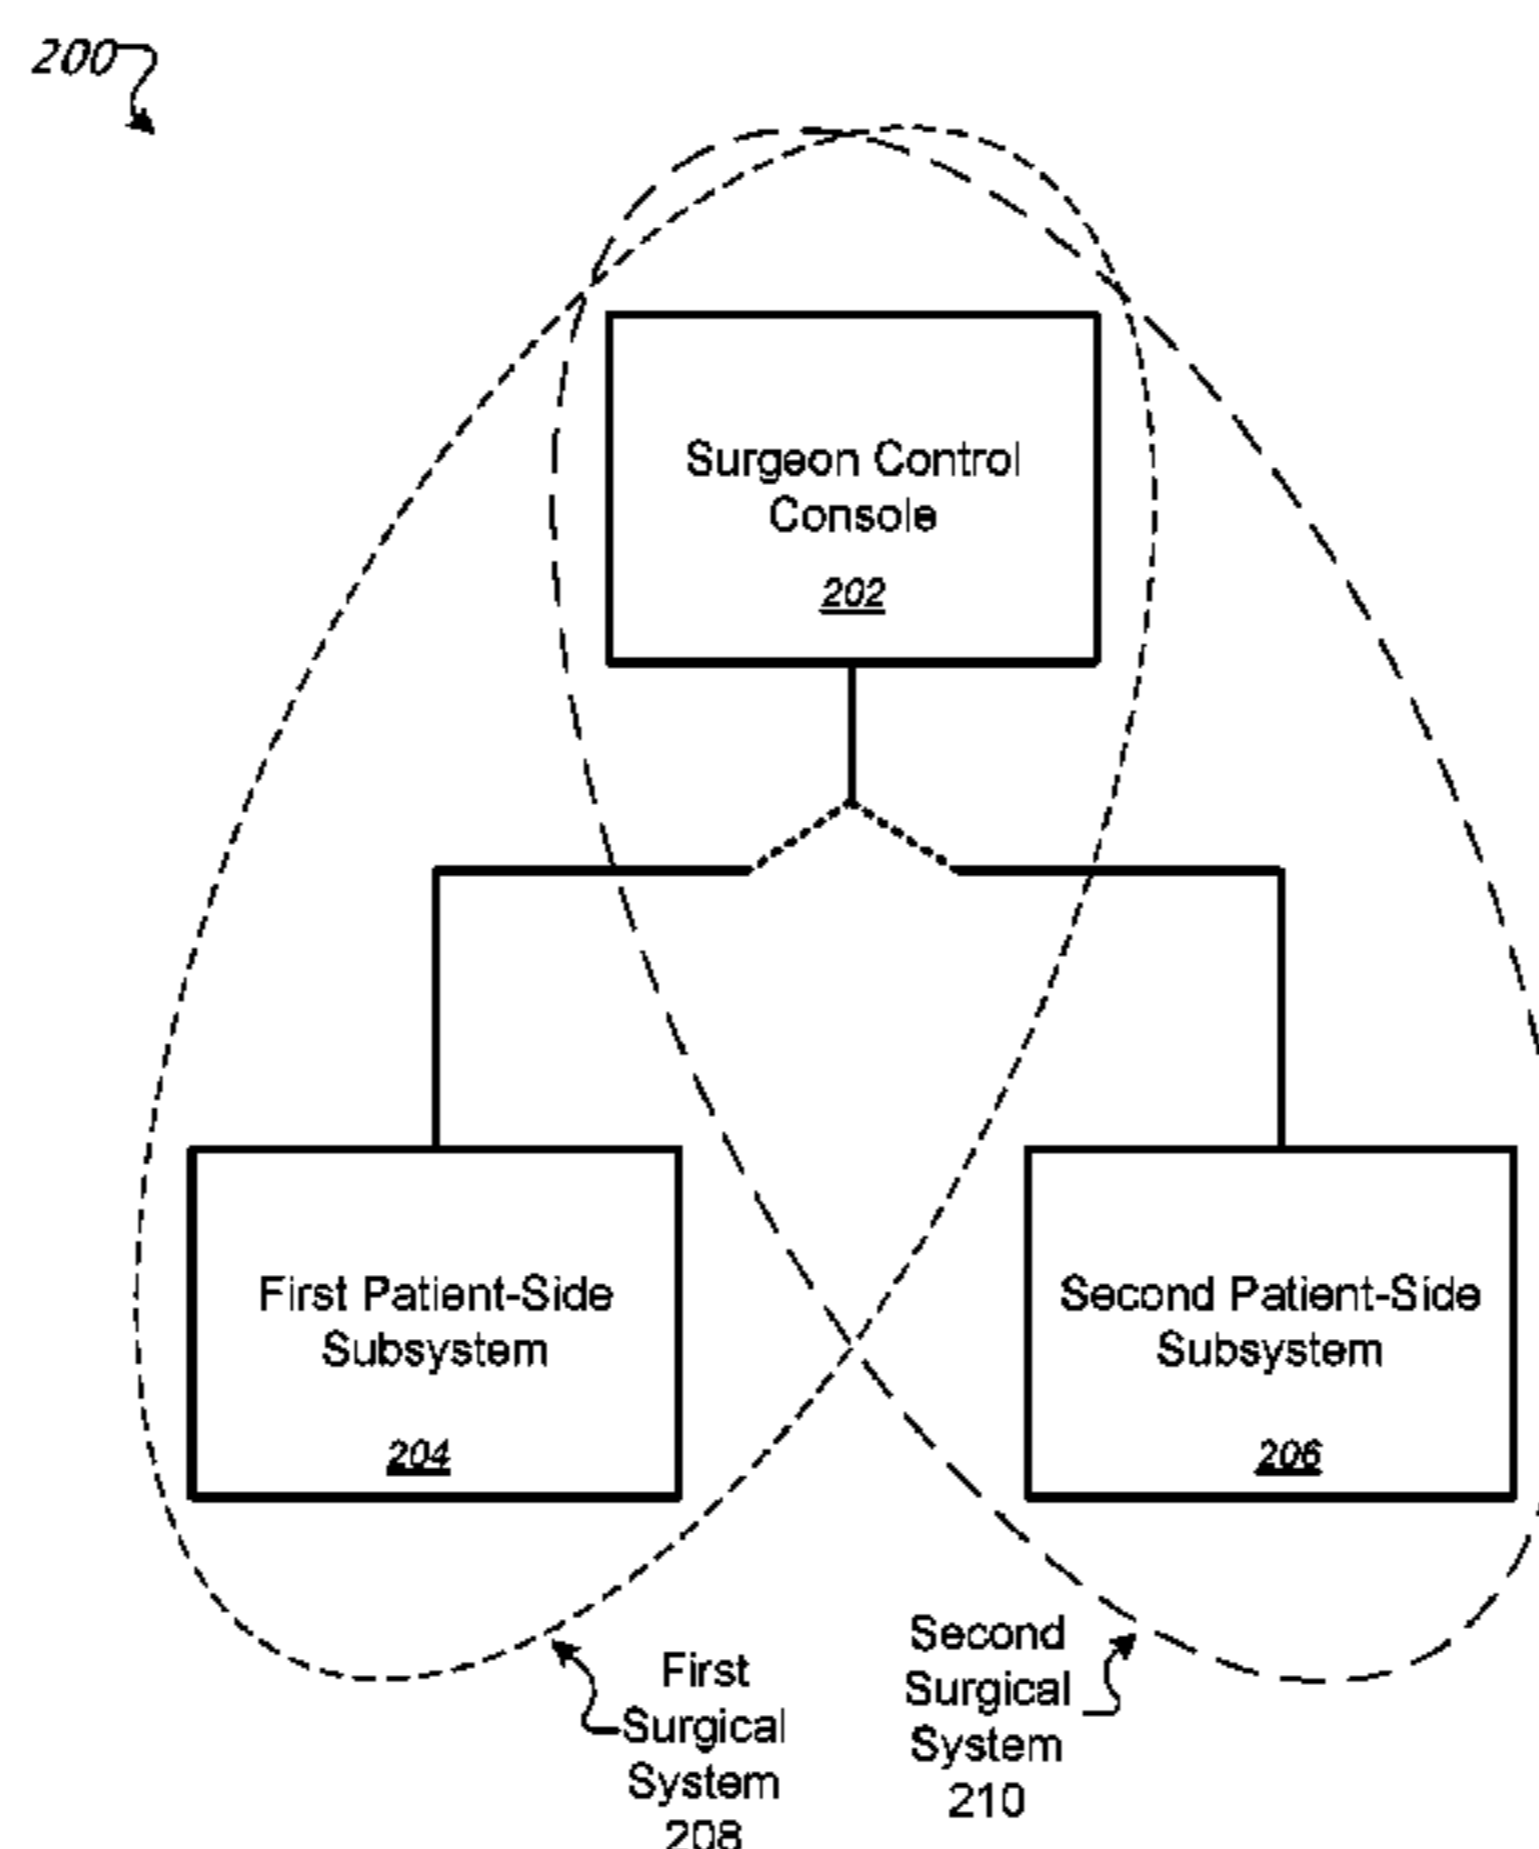 200
Surgeon Control
Console
202
First Patient-Side
Subsystem
204
Second Patient-Side
Subsystem
206
First
Surgical
System
208
Second
Surgical
System
210